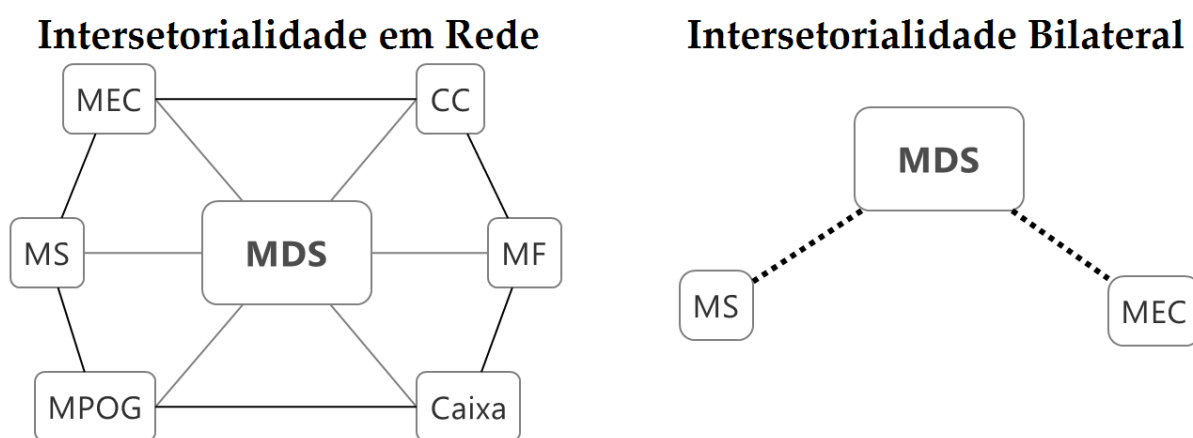 Intersetorialidade em Rede
MEC
CC
MS
MDS
MF
MPOG
Caixa
Intersetorialidade Bilateral
MDS
MS
MEC